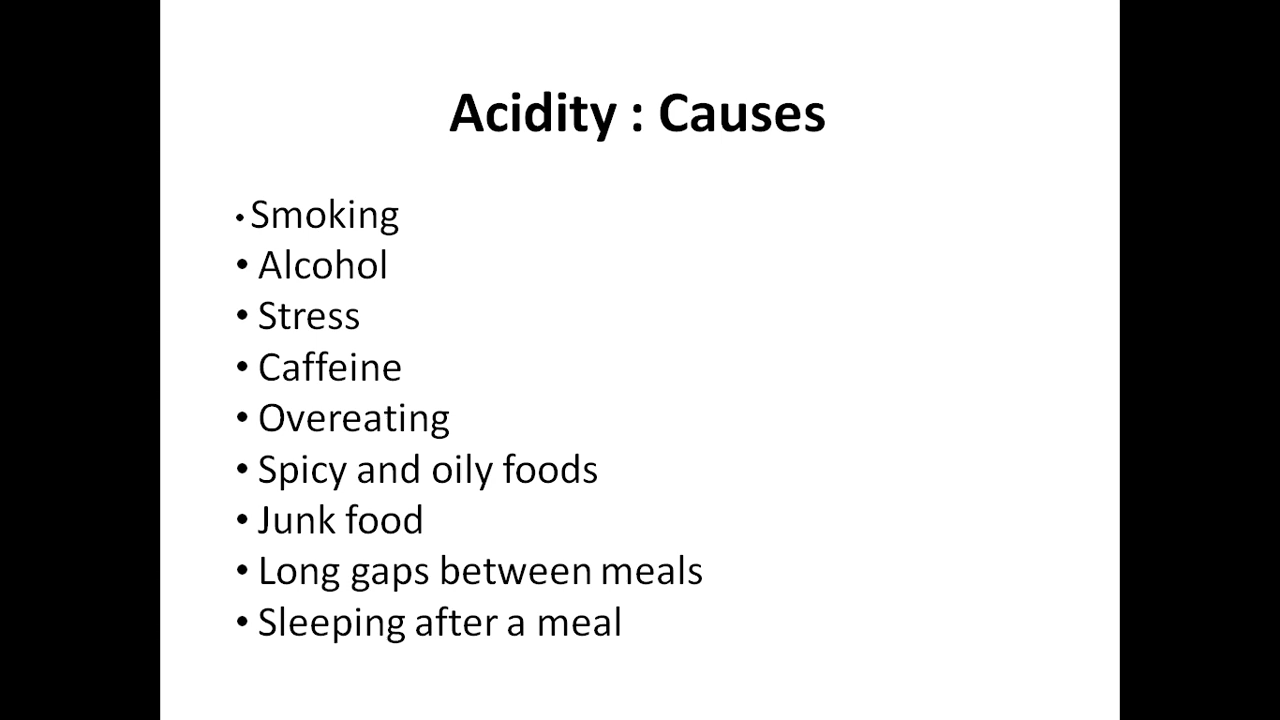 Acidity : Causes
• Smoking
• Alcohol
• Stress
• Caffeine
• Overeating
• Spicy and oily foods
• Junk food
• Long gaps between meals
• Sleeping after a meal